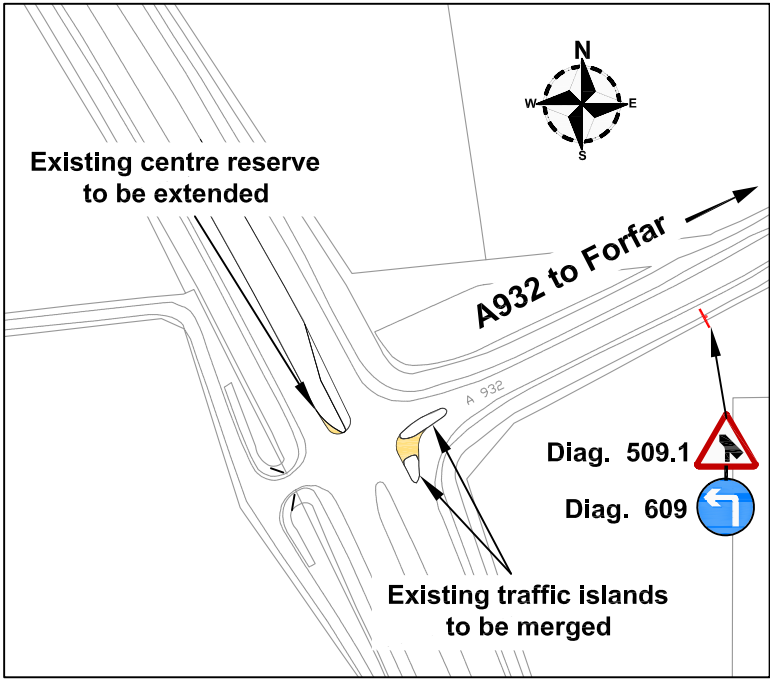 N
W
E
S
Existing centre reserve
to be extended
A932 to Forfar
A 932
Diag. 509.1
Diag. 609
Existing traffic islands
to be merged